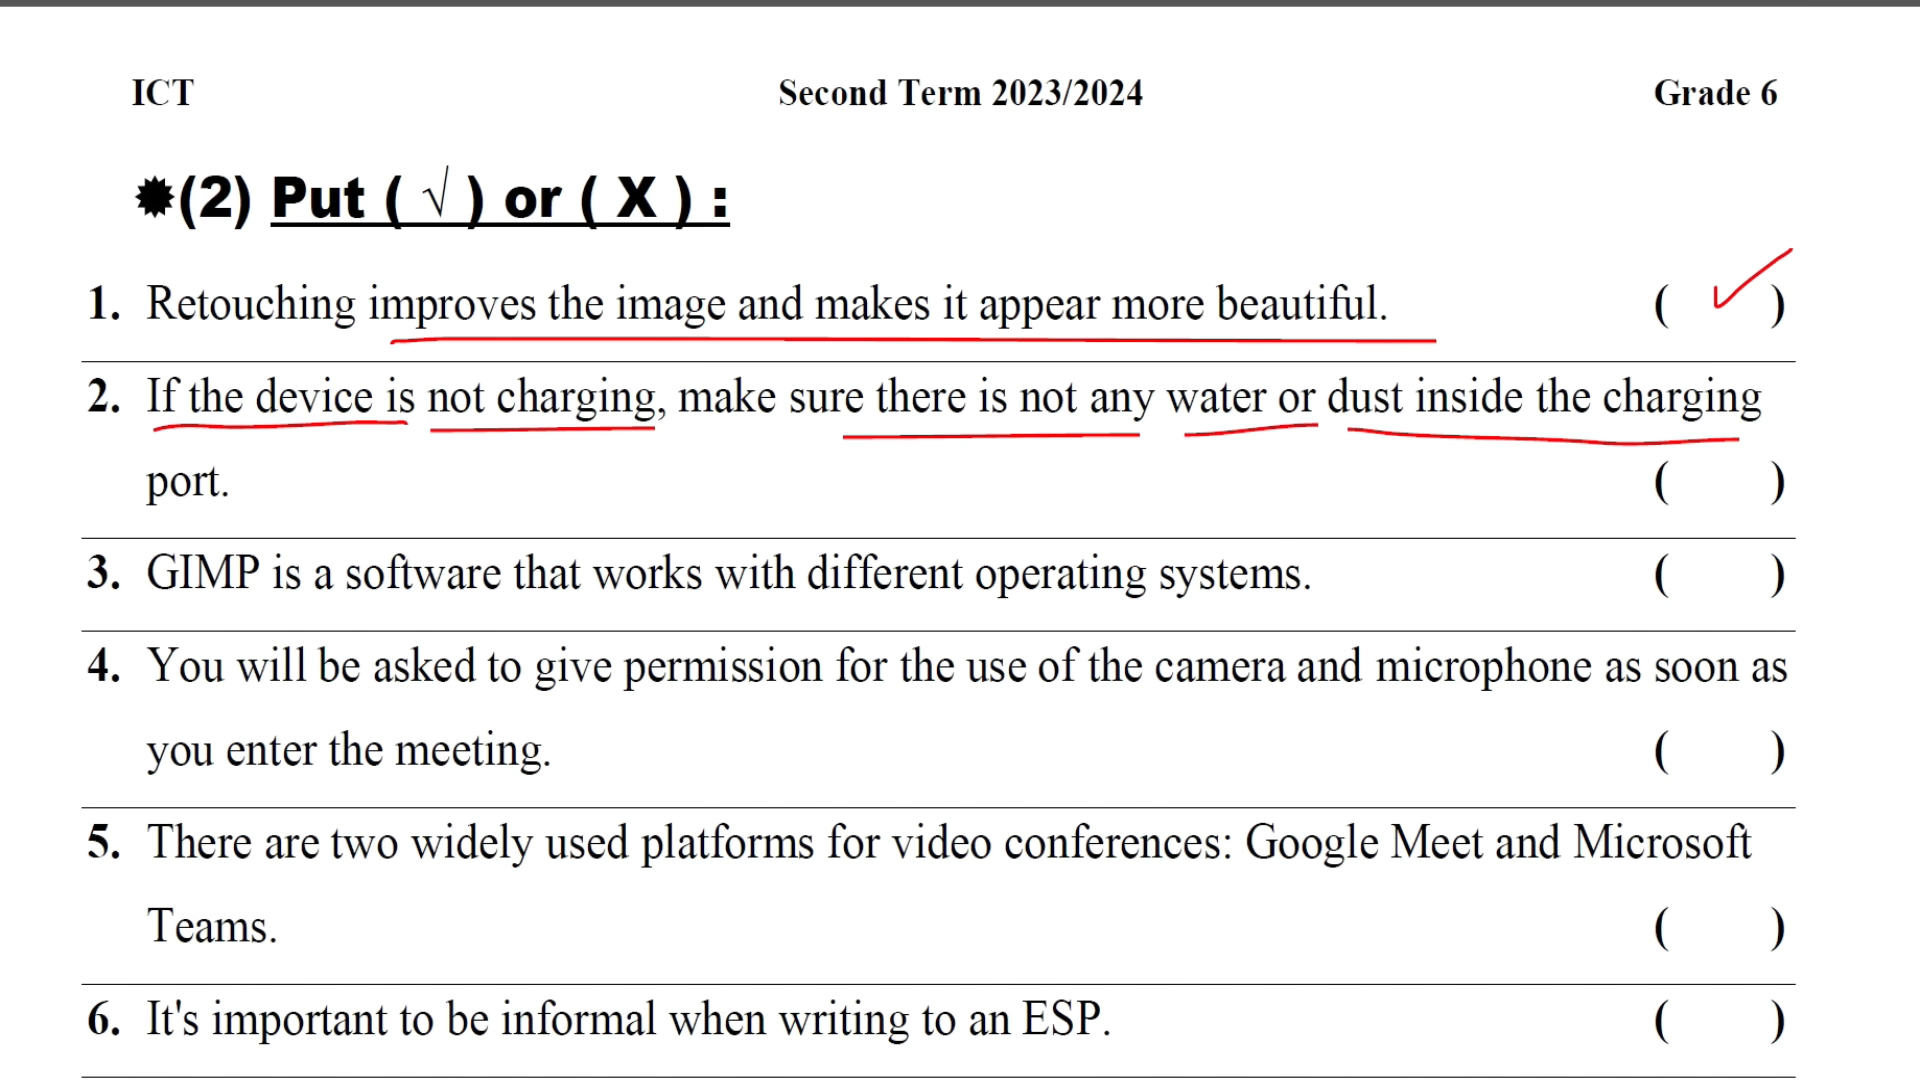 ICT Second Term 2023/2024 Grade 6
✹(2) Put ( √ ) or ( X ) :
1. Retouching improves the image and makes it appear more beautiful. ( ✓ )
2. If the device is not charging, make sure there is not any water or dust inside the charging
port. ( )
3. GIMP is a software that works with different operating systems. ( )
4. You will be asked to give permission for the use of the camera and microphone as soon as
you enter the meeting. ( )
5. There are two widely used platforms for video conferences: Google Meet and Microsoft
Teams. ( )
6. It's important to be informal when writing to an ESP. ( )